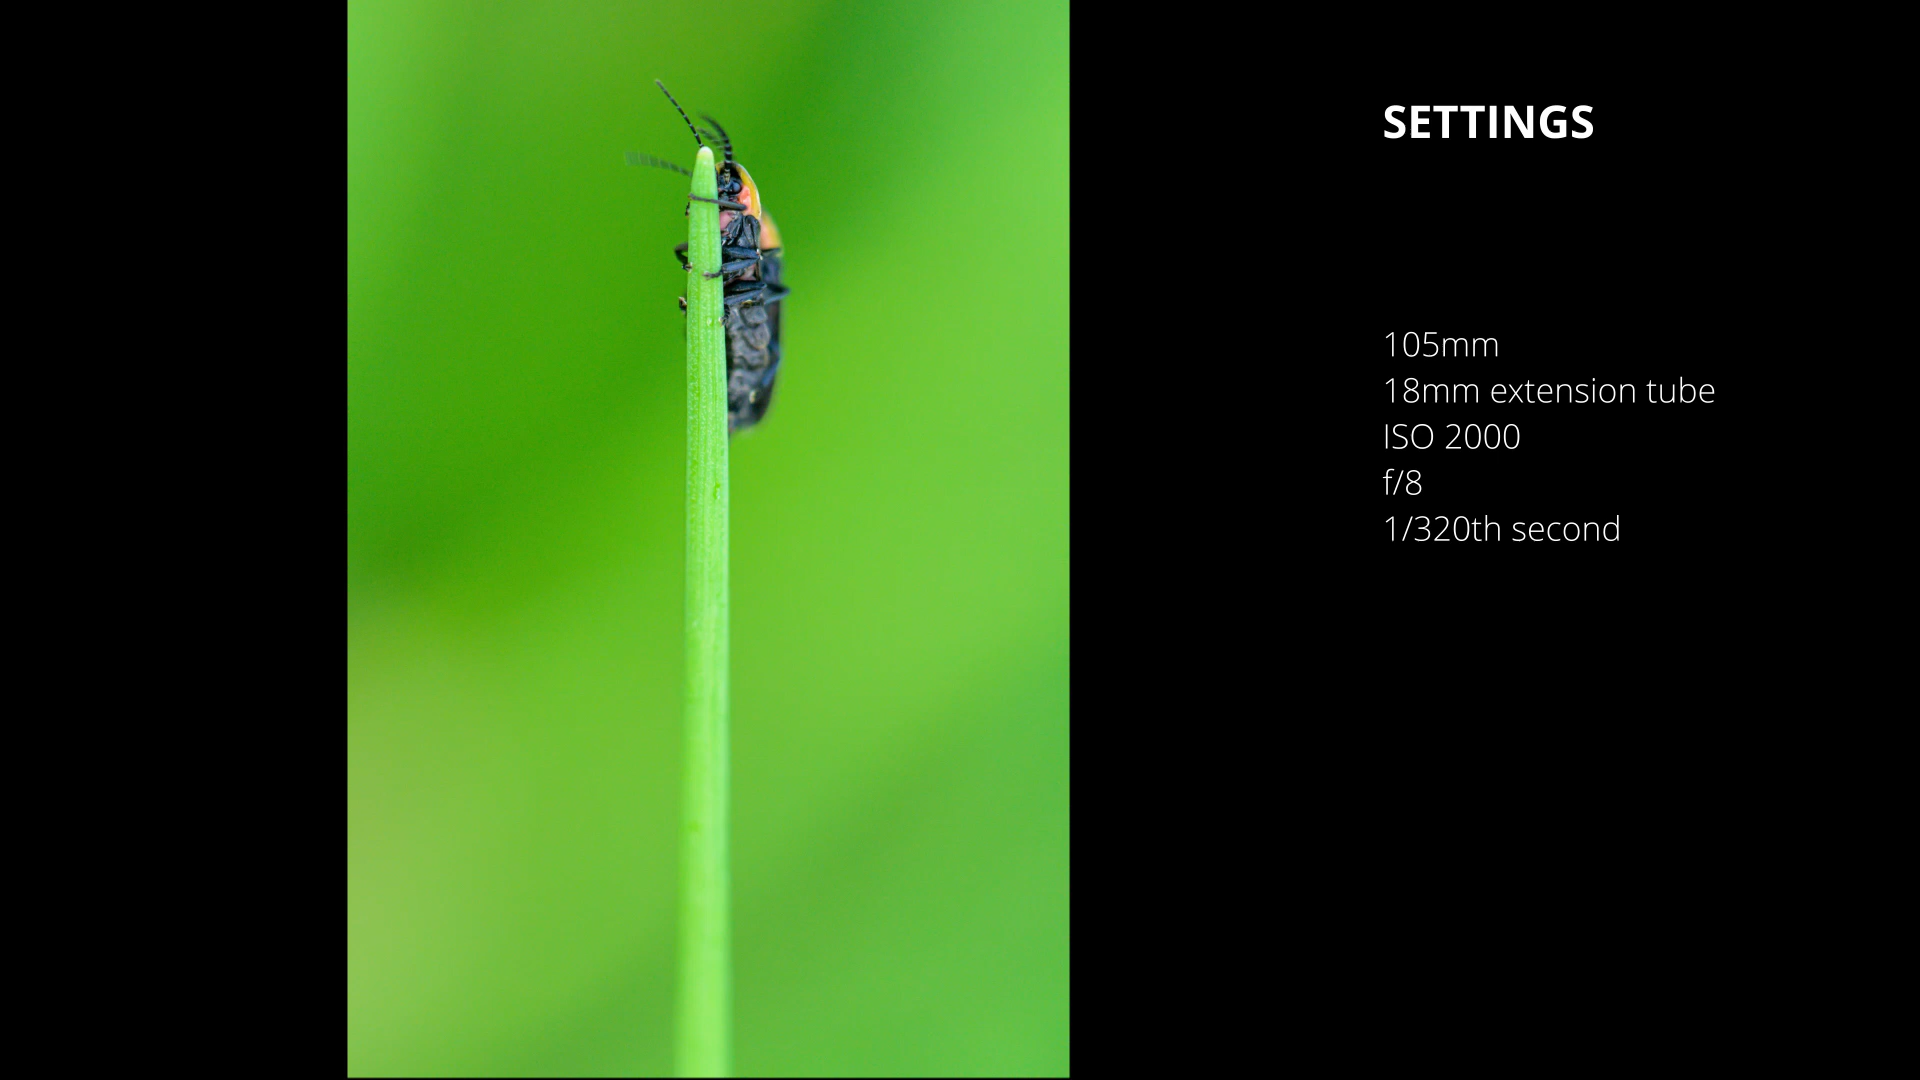 SETTINGS
105mm
18mm extension tube
ISO 2000
f/8
1/320th second